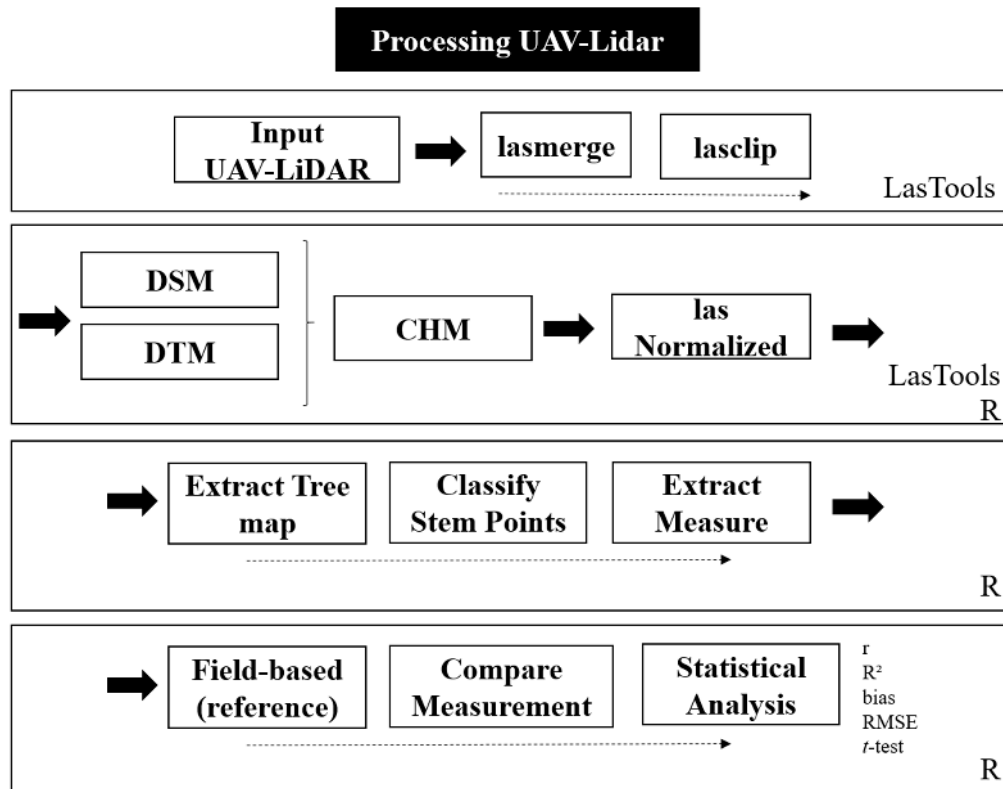 Processing UAV-Lidar
Input
UAV-LiDAR
lasmerge
lasclip
LasTools
DSM
DTM
CHM
las
Normalized
LasTools
R
Extract Tree
map
Classify
Stem Points
Extract
Measure
R
Field-based
(reference)
Compare
Measurement
Statistical
Analysis
r
R²
bias
RMSE
t-test
R